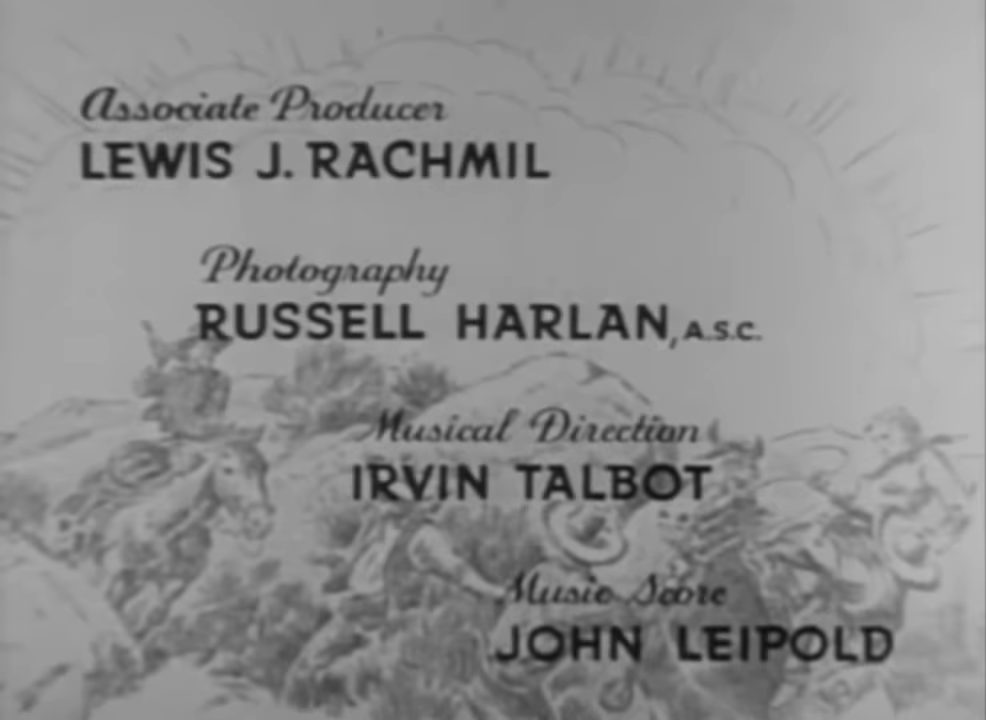 Associate Producer
LEWIS J. RACHMIL
Photography
RUSSELL HARLAN, A.S.C.
Musical Direction
IRVIN TALBOT
Music Score
JOHN LEIPOLD